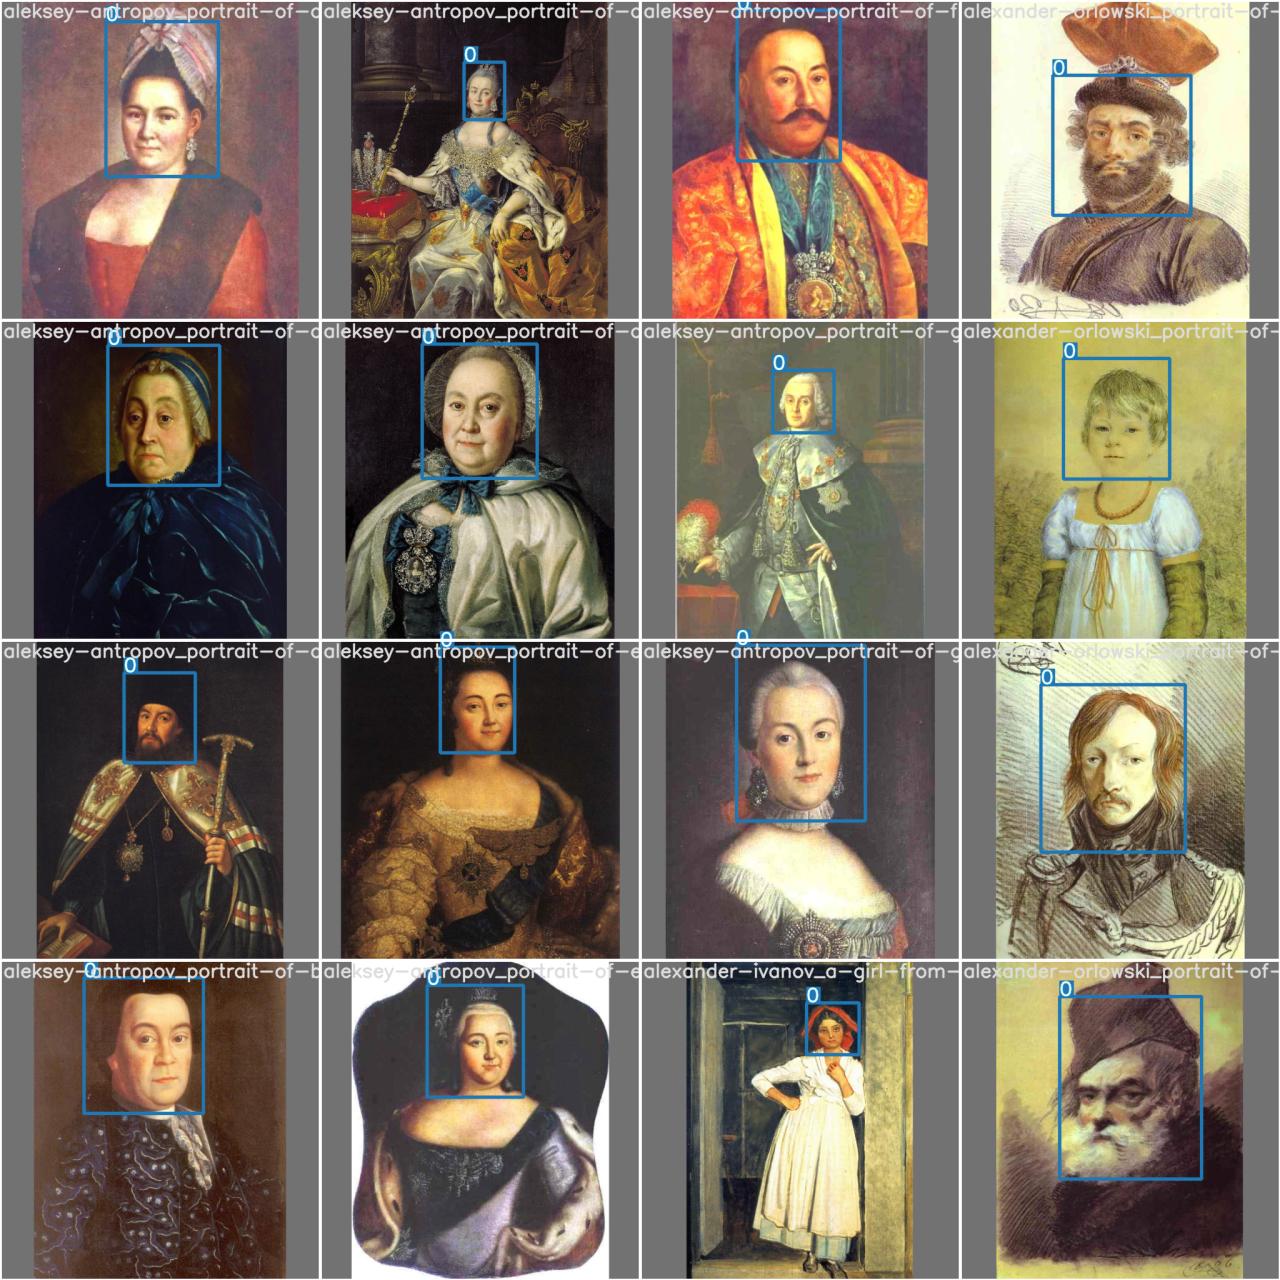 aleksey-antropov_portrait-of-c
0
aleksey-antropov_portrait-of-c
0
aleksey-antropov_portrait-of-f
0
alexander-orlowski_portrait-of-
0
aleksey-antropov_portrait-of-c
0
aleksey-antropov_portrait-of-c
0
aleksey-antropov_portrait-of-g
0
alexander-orlowski_portrait-of-
0
aleksey-antropov_portrait-of-c
0
aleksey-antropov_portrait-of-e
0
aleksey-antropov_portrait-of-g
0
alexander-orlowski_portrait-of-
0
aleksey-antropov_portrait-of-b
0
aleksey-antropov_portrait-of-e
0
alexander-ivanov_a-girl-from-
0
alexander-orlowski_portrait-of-
0